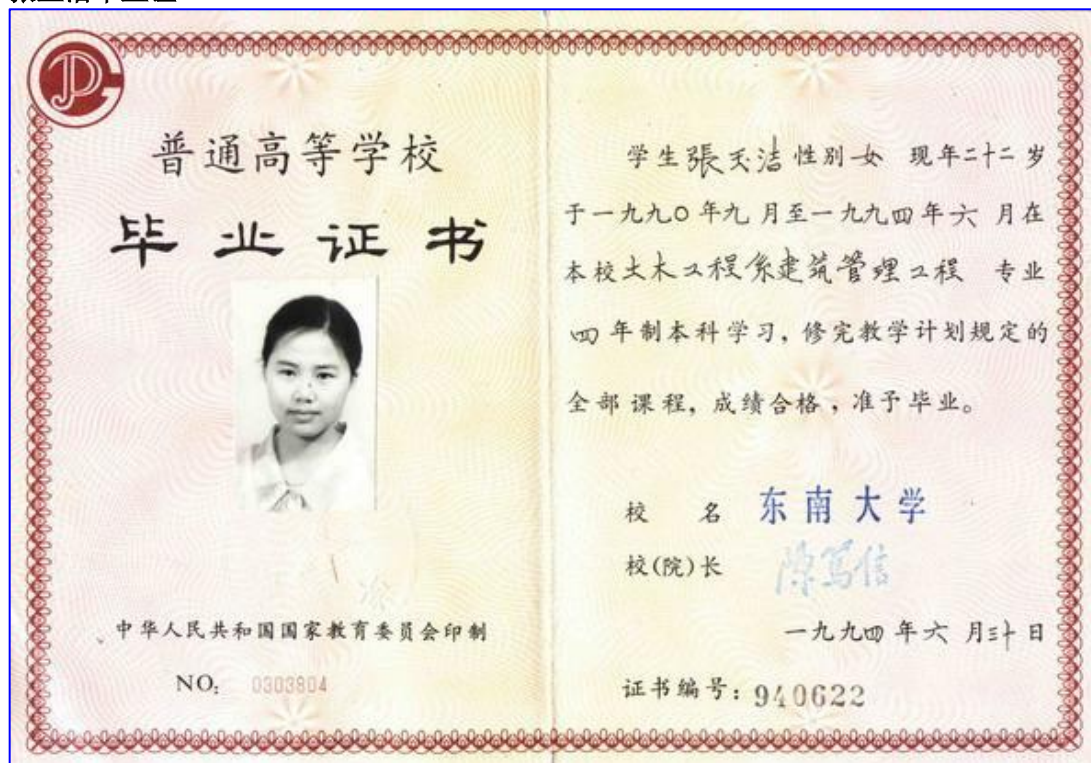 普通高等学校
毕业证书
中华人民共和国国家教育委员会印制
NO: 0303804
学生張玉洁性别女 现年二十二岁
于一九九〇年九月至一九九四年六月在
本校土木工程系建筑管理工程 专业
四年制本科学习，修完教学计划规定的
全部课程，成绩合格，准予毕业。
校 名 东南大学
校(院)长 陳笃信
一九九四年六月三十日
证书编号：940622